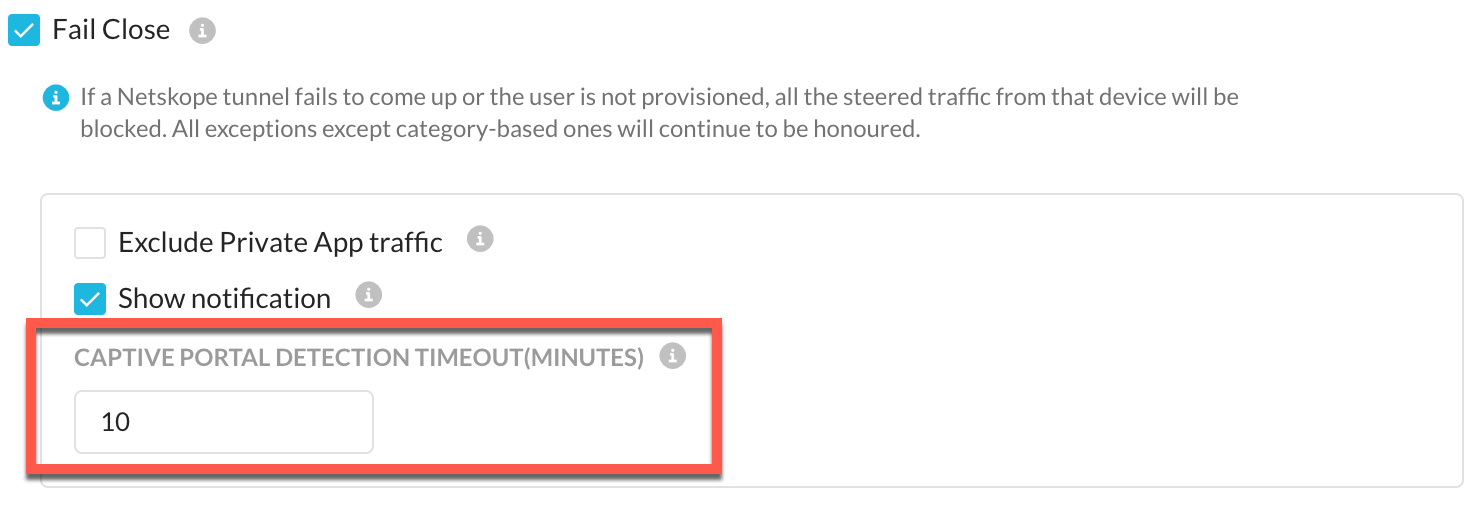 Fail Close
If a Netskope tunnel fails to come up or the user is not provisioned, all the steered traffic from that device will be
blocked. All exceptions except category-based ones will continue to be honoured.
Exclude Private App traffic
Show notification
CAPTIVE PORTAL DETECTION TIMEOUT(MINUTES)
10